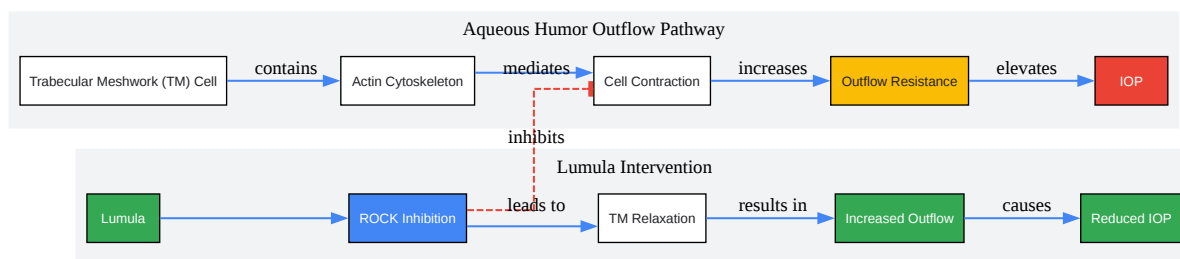 Aqueous Humor Outflow Pathway
Trabecular Meshwork (TM) Cell
contains
Actin Cytoskeleton
mediates
Cell Contraction
increases
Outflow Resistance
elevates
IOP
inhibits
Lumula Intervention
Lumula
ROCK Inhibition
leads to
TM Relaxation
results in
Increased Outflow
causes
Reduced IOP